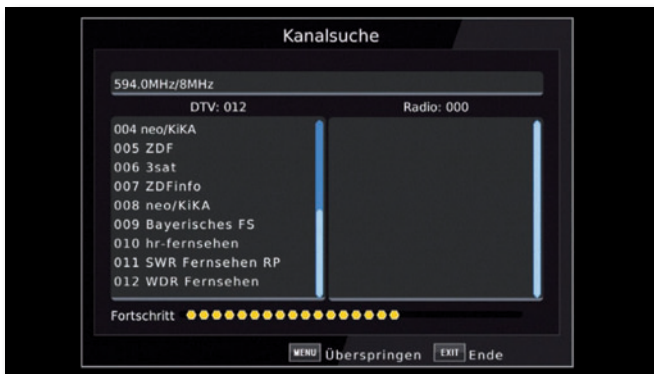 Kanalsuche
594.0MHz/8MHz
DTV: 012
Radio: 000
004 neo/KiKA
005 ZDF
006 3sat
007 ZDFinfo
008 neo/KiKA
009 Bayerisches FS
010 hr-fernsehen
011 SWR Fernsehen RP
012 WDR Fernsehen
Fortschritt
MENU Überspringen EXIT Ende